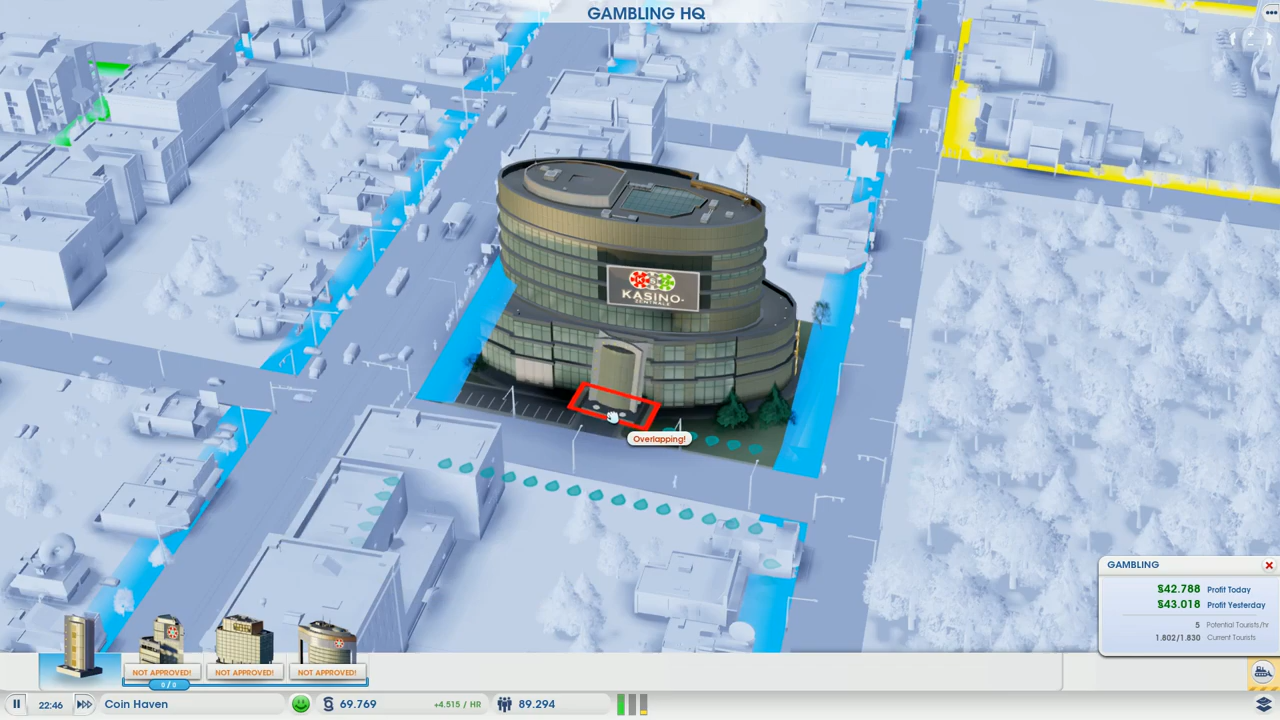 GAMBLING HQ
KASINO
ZENTRALE
Overlapping!
GAMBLING
§42.788 Profit Today
§43.018 Profit Yesterday
5 Potential Tourists/hr
1.802/1.830 Current Tourists
NOT APPROVED!
NOT APPROVED!
NOT APPROVED!
0 / 0
22:46
Coin Haven
69.769
+4.515 / HR
89.294